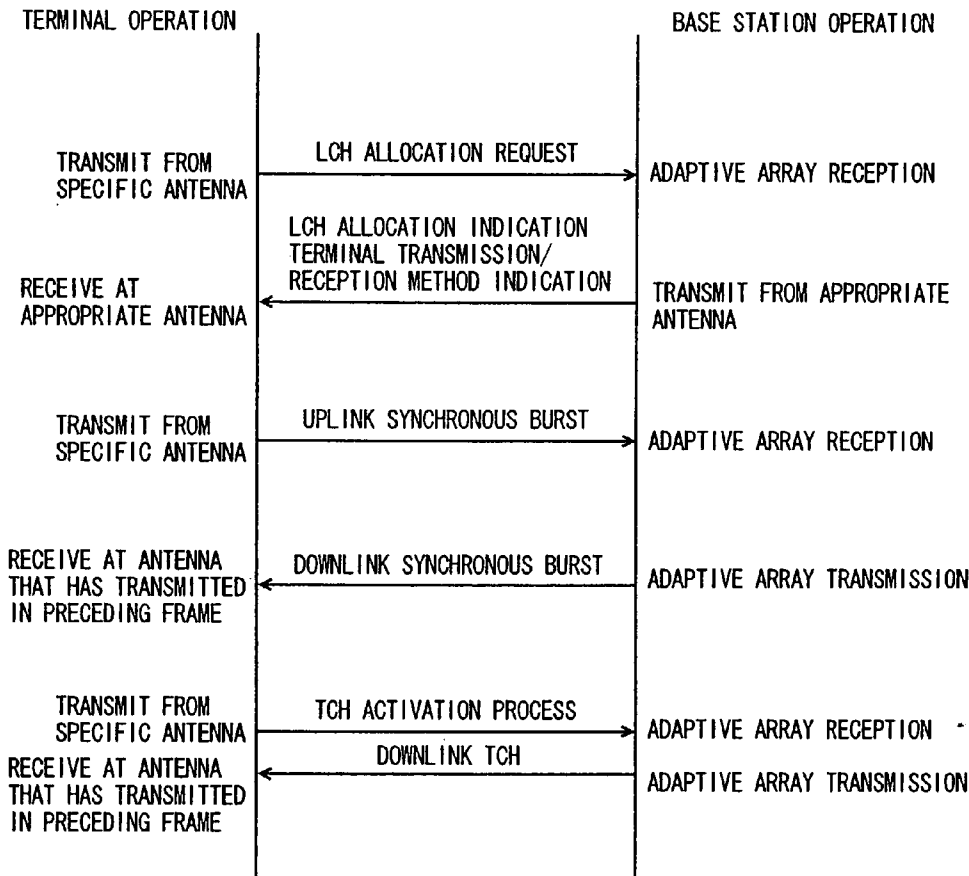 TERMINAL OPERATION
BASE STATION OPERATION
TRANSMIT FROM
SPECIFIC ANTENNA
LCH ALLOCATION REQUEST
ADAPTIVE ARRAY RECEPTION
LCH ALLOCATION INDICATION
TERMINAL TRANSMISSION/
RECEPTION METHOD INDICATION
RECEIVE AT
APPROPRIATE ANTENNA
TRANSMIT FROM APPROPRIATE
ANTENNA
TRANSMIT FROM
SPECIFIC ANTENNA
UPLINK SYNCHRONOUS BURST
ADAPTIVE ARRAY RECEPTION
RECEIVE AT ANTENNA
THAT HAS TRANSMITTED
IN PRECEDING FRAME
DOWNLINK SYNCHRONOUS BURST
ADAPTIVE ARRAY TRANSMISSION
TRANSMIT FROM
SPECIFIC ANTENNA
TCH ACTIVATION PROCESS
ADAPTIVE ARRAY RECEPTION
RECEIVE AT ANTENNA
THAT HAS TRANSMITTED
IN PRECEDING FRAME
DOWNLINK TCH
ADAPTIVE ARRAY TRANSMISSION